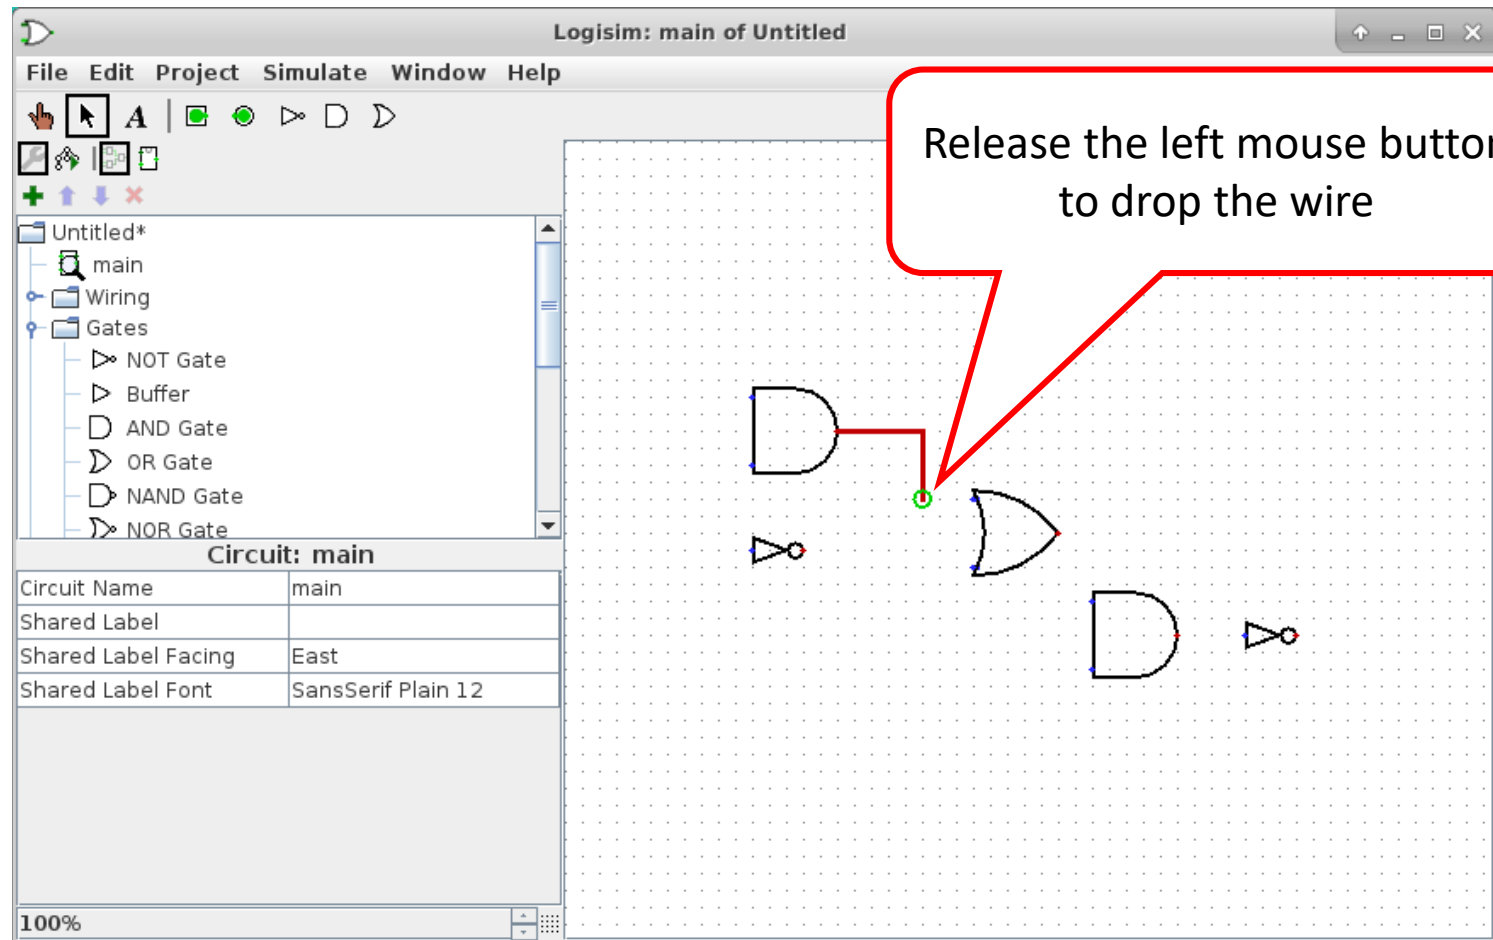 Logisim: main of Untitled
File Edit Project Simulate Window Help
A
Release the left mouse button
to drop the wire
Untitled*
main
Wiring
Gates
NOT Gate
Buffer
AND Gate
OR Gate
NAND Gate
NOR Gate
Circuit: main
Circuit Name main
Shared Label
Shared Label Facing East
Shared Label Font SansSerif Plain 12
100%